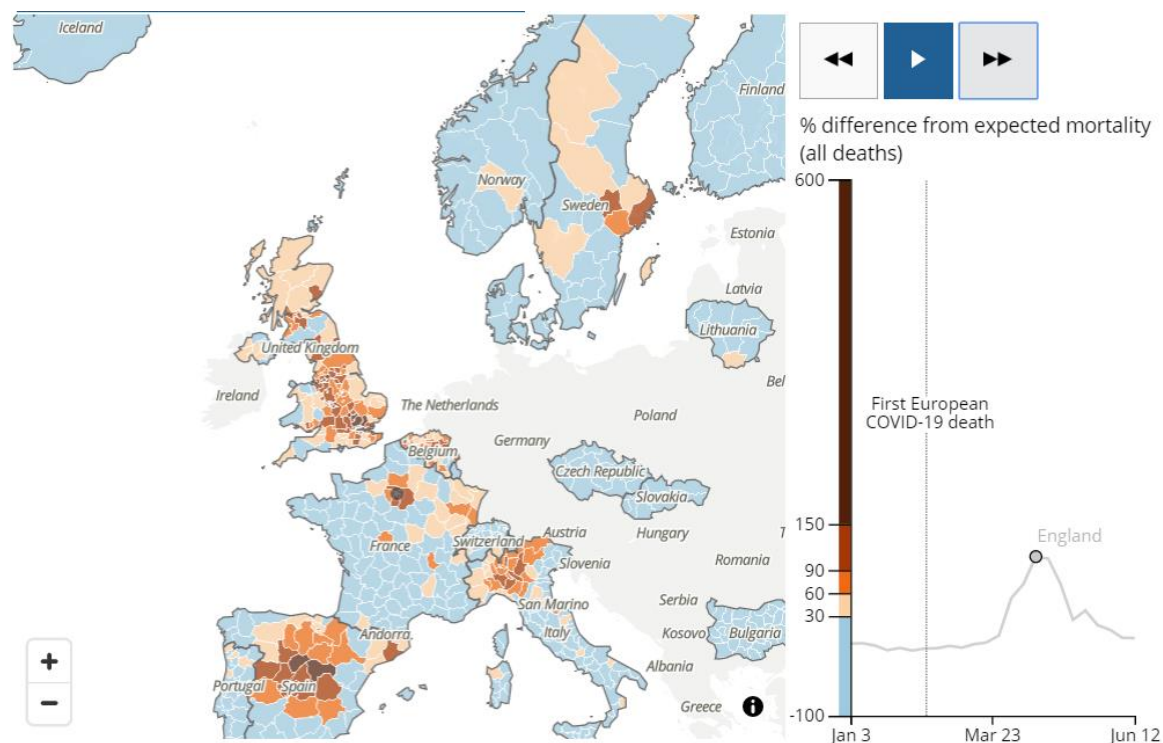 Iceland
Finland
Norway
Sweden
Estonia
Latvia
Lithuania
United Kingdom
Ireland
Bel
The Netherlands
Poland
Germany
Belgium
Czech Republic
Slovakia
Austria
Hungary
Switzerland
France
Slovenia
Romania
San Marino
Serbia
Andorra
Italy
Kosovo
Bulgaria
Albania
Portugal
Spain
Greece
+
−
i
% difference from expected mortality
(all deaths)
600
First European
COVID-19 death
150
England
90
60
30
-100
Jan 3
Mar 23
Jun 12